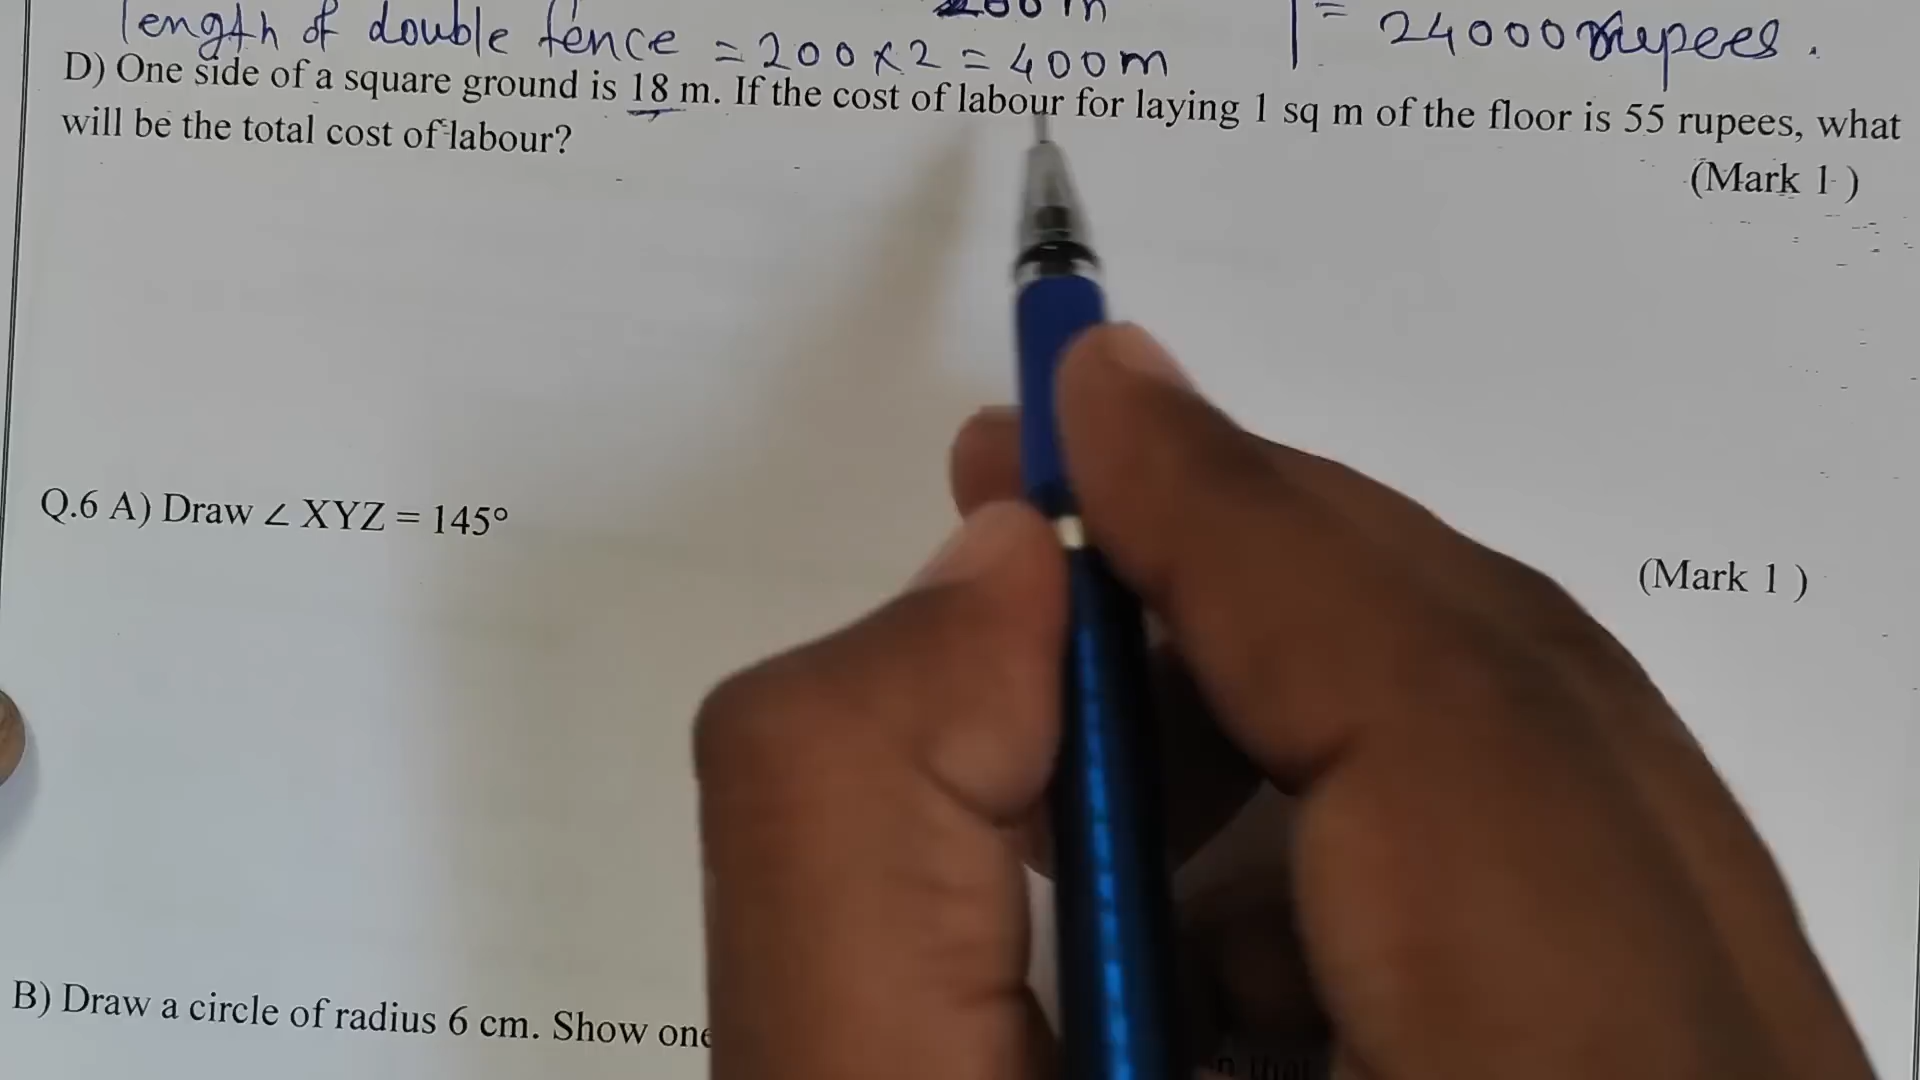 200 m
length of double fence = 200 × 2 = 400 m
= 24000 rupees.
D) One side of a square ground is 18 m. If the cost of labour for laying 1 sq m of the floor is 55 rupees, what
will be the total cost of labour?
(Mark 1 )
Q.6 A) Draw ∠ XYZ = 145°
(Mark 1 )
B) Draw a circle of radius 6 cm. Show one